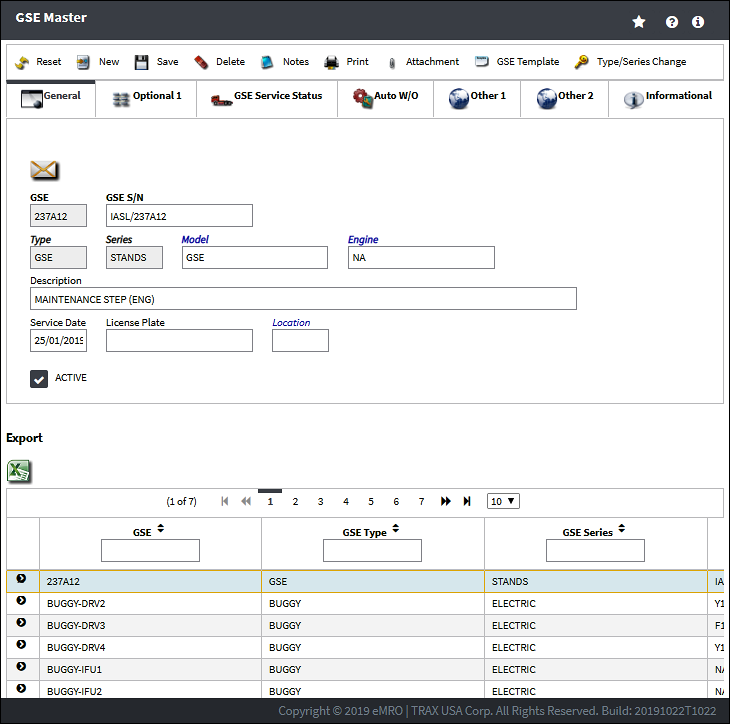 GSE Master
Reset New Save Delete Notes Print Attachment GSE Template Type/Series Change
General Optional 1 GSE Service Status Auto W/O Other 1 Other 2 Informational
GSE GSE S/N
237A12 IASL/237A12
Type Series Model Engine
GSE STANDS GSE NA
Description
MAINTENANCE STEP (ENG)
Service Date License Plate Location
25/01/2019
ACTIVE
Export
(1 of 7) 1 2 3 4 5 6 7 10
GSE GSE Type GSE Series
237A12 GSE STANDS IA
BUGGY-DRV2 BUGGY ELECTRIC Y1
BUGGY-DRV3 BUGGY ELECTRIC F1
BUGGY-DRV4 BUGGY ELECTRIC Y1
BUGGY-IFU1 BUGGY ELECTRIC NA
BUGGY-IFU2 BUGGY ELECTRIC NA
Copyright © 2019 eMRO | TRAX USA Corp. All Rights Reserved. Build: 20191022T1022